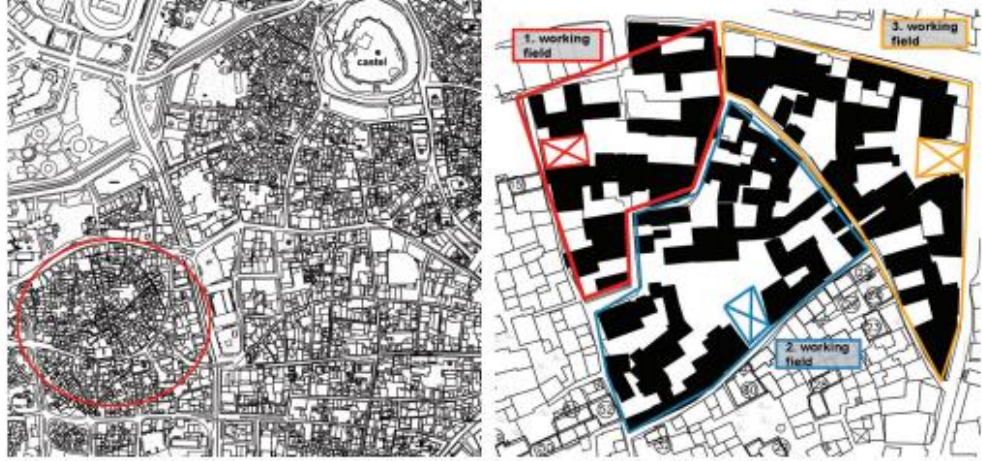 castel
1. working
field
3. working
field
2. working
field